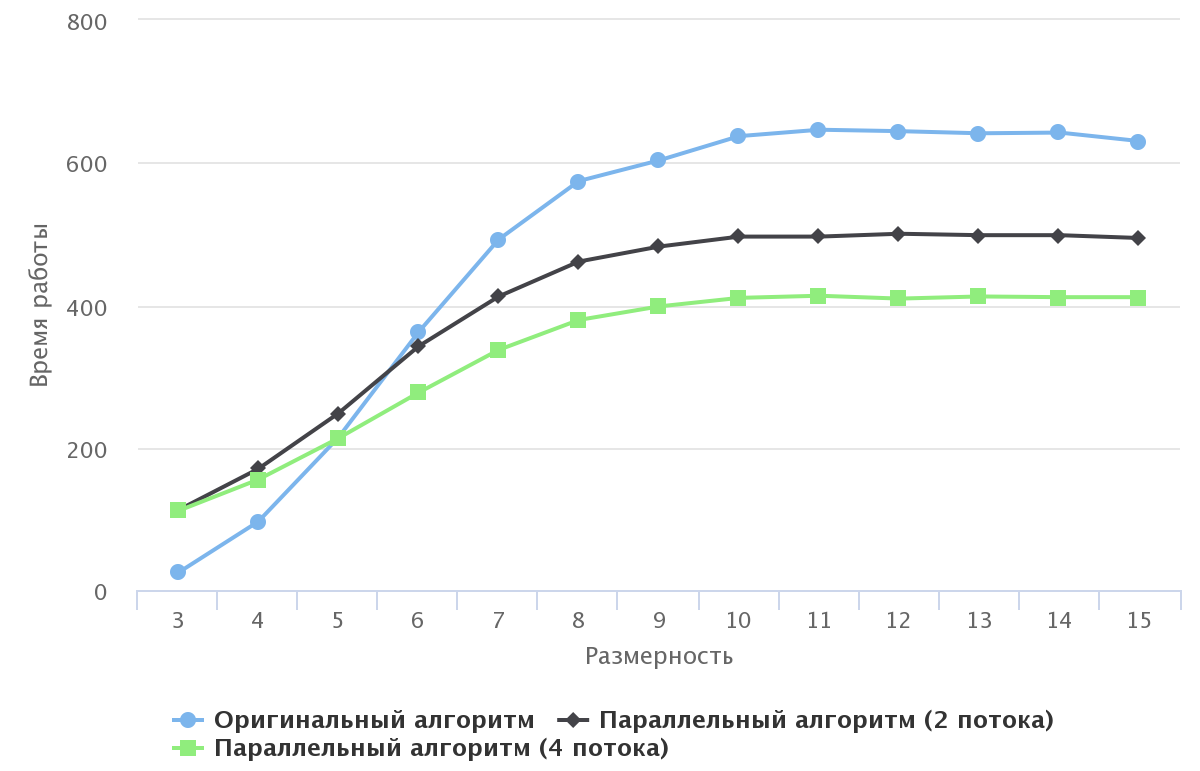 800
600
400
200
0
Время работы
3 4 5 6 7 8 9 10 11 12 13 14 15
Размерность
Оригинальный алгоритм Параллельный алгоритм (2 потока)
Параллельный алгоритм (4 потока)